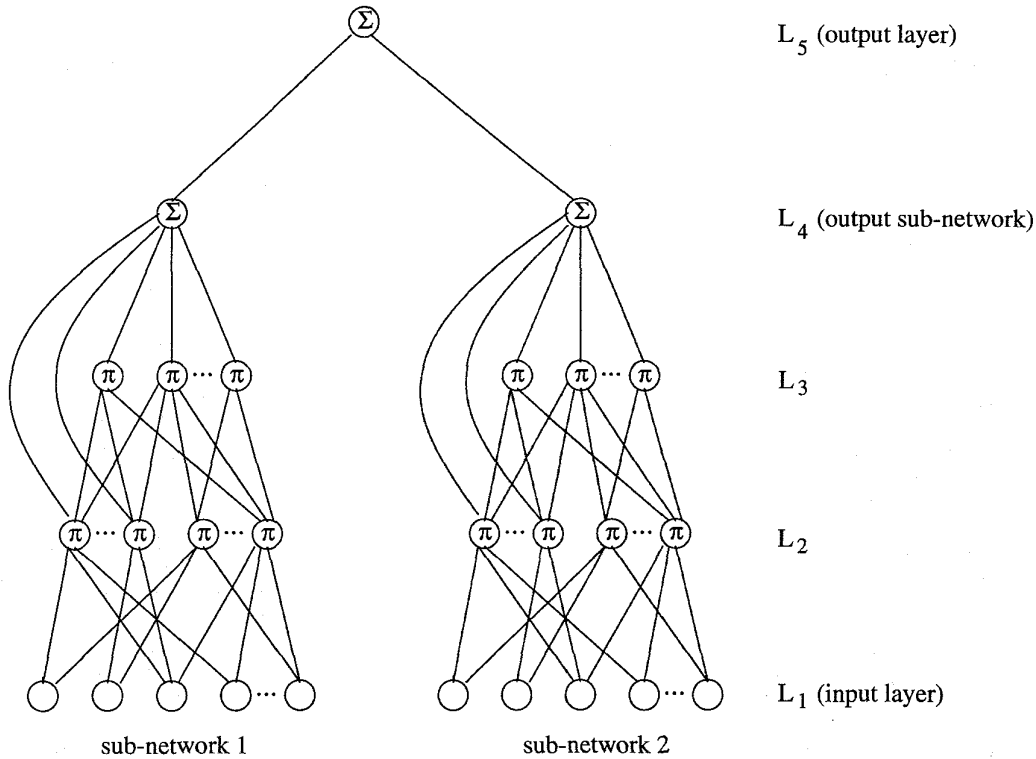 Σ
L5 (output layer)
Σ Σ L4 (output sub-network)
π π ... π π π ... π L3
π ... π π ... π π ... π π ... π L2
... ... L1 (input layer)
sub-network 1 sub-network 2